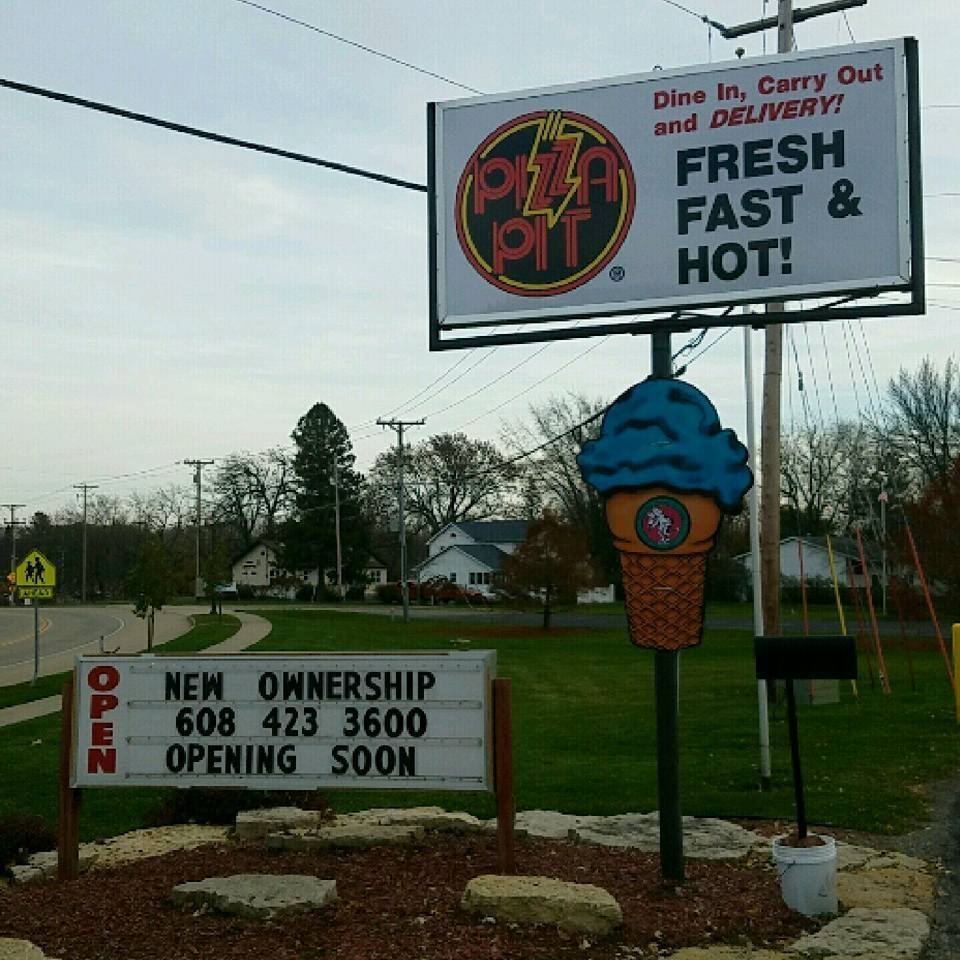 Dine In, Carry Out
and DELIVERY!
PIZZA
PIT
®
FRESH
FAST &
HOT!
AHEAD
OPEN
NEW OWNERSHIP
608 423 3600
OPENING SOON